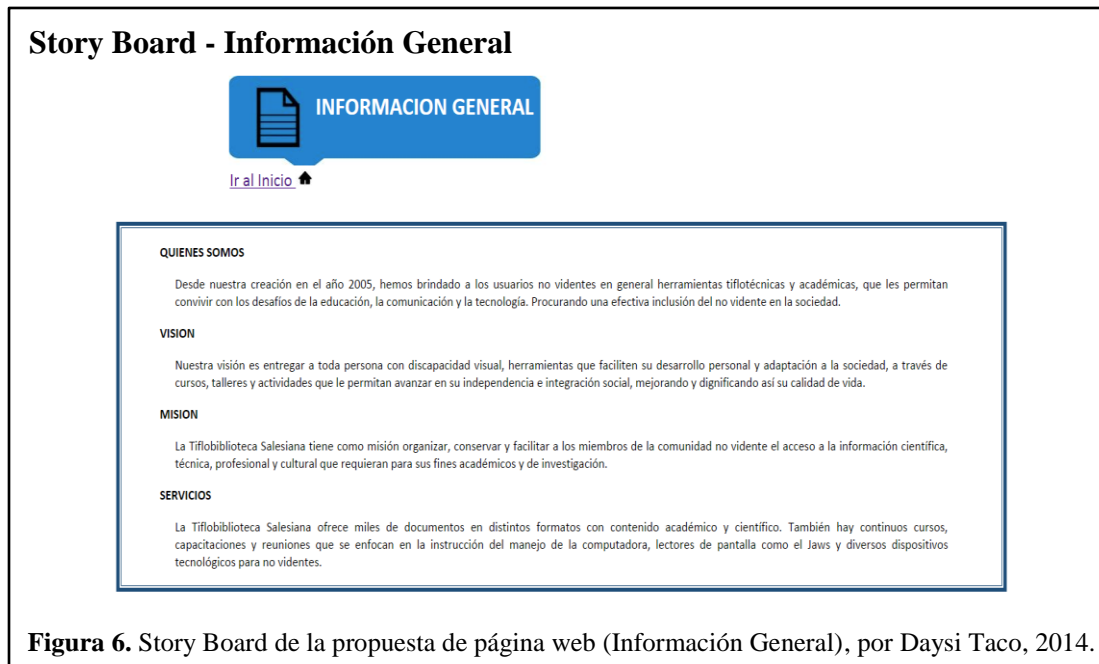 Story Board - Información General
INFORMACION GENERAL
Ir al Inicio
QUIENES SOMOS
Desde nuestra creación en el año 2005, hemos brindado a los usuarios no videntes en general herramientas tiflotécnicas y académicas, que les permitan
convivir con los desafíos de la educación, la comunicación y la tecnología. Procurando una efectiva inclusión del no vidente en la sociedad.
VISION
Nuestra visión es entregar a toda persona con discapacidad visual, herramientas que faciliten su desarrollo personal y adaptación a la sociedad, a través de
cursos, talleres y actividades que le permitan avanzar en su independencia e integración social, mejorando y dignificando así su calidad de vida.
MISION
La Tiflobiblioteca Salesiana tiene como misión organizar, conservar y facilitar a los miembros de la comunidad no vidente el acceso a la información científica,
técnica, profesional y cultural que requieran para sus fines académicos y de investigación.
SERVICIOS
La Tiflobiblioteca Salesiana ofrece miles de documentos en distintos formatos con contenido académico y científico. También hay continuos cursos,
capacitaciones y reuniones que se enfocan en la instrucción del manejo de la computadora, lectores de pantalla como el Jaws y diversos dispositivos
tecnológicos para no videntes.
Figura 6. Story Board de la propuesta de página web (Información General), por Daysi Taco, 2014.